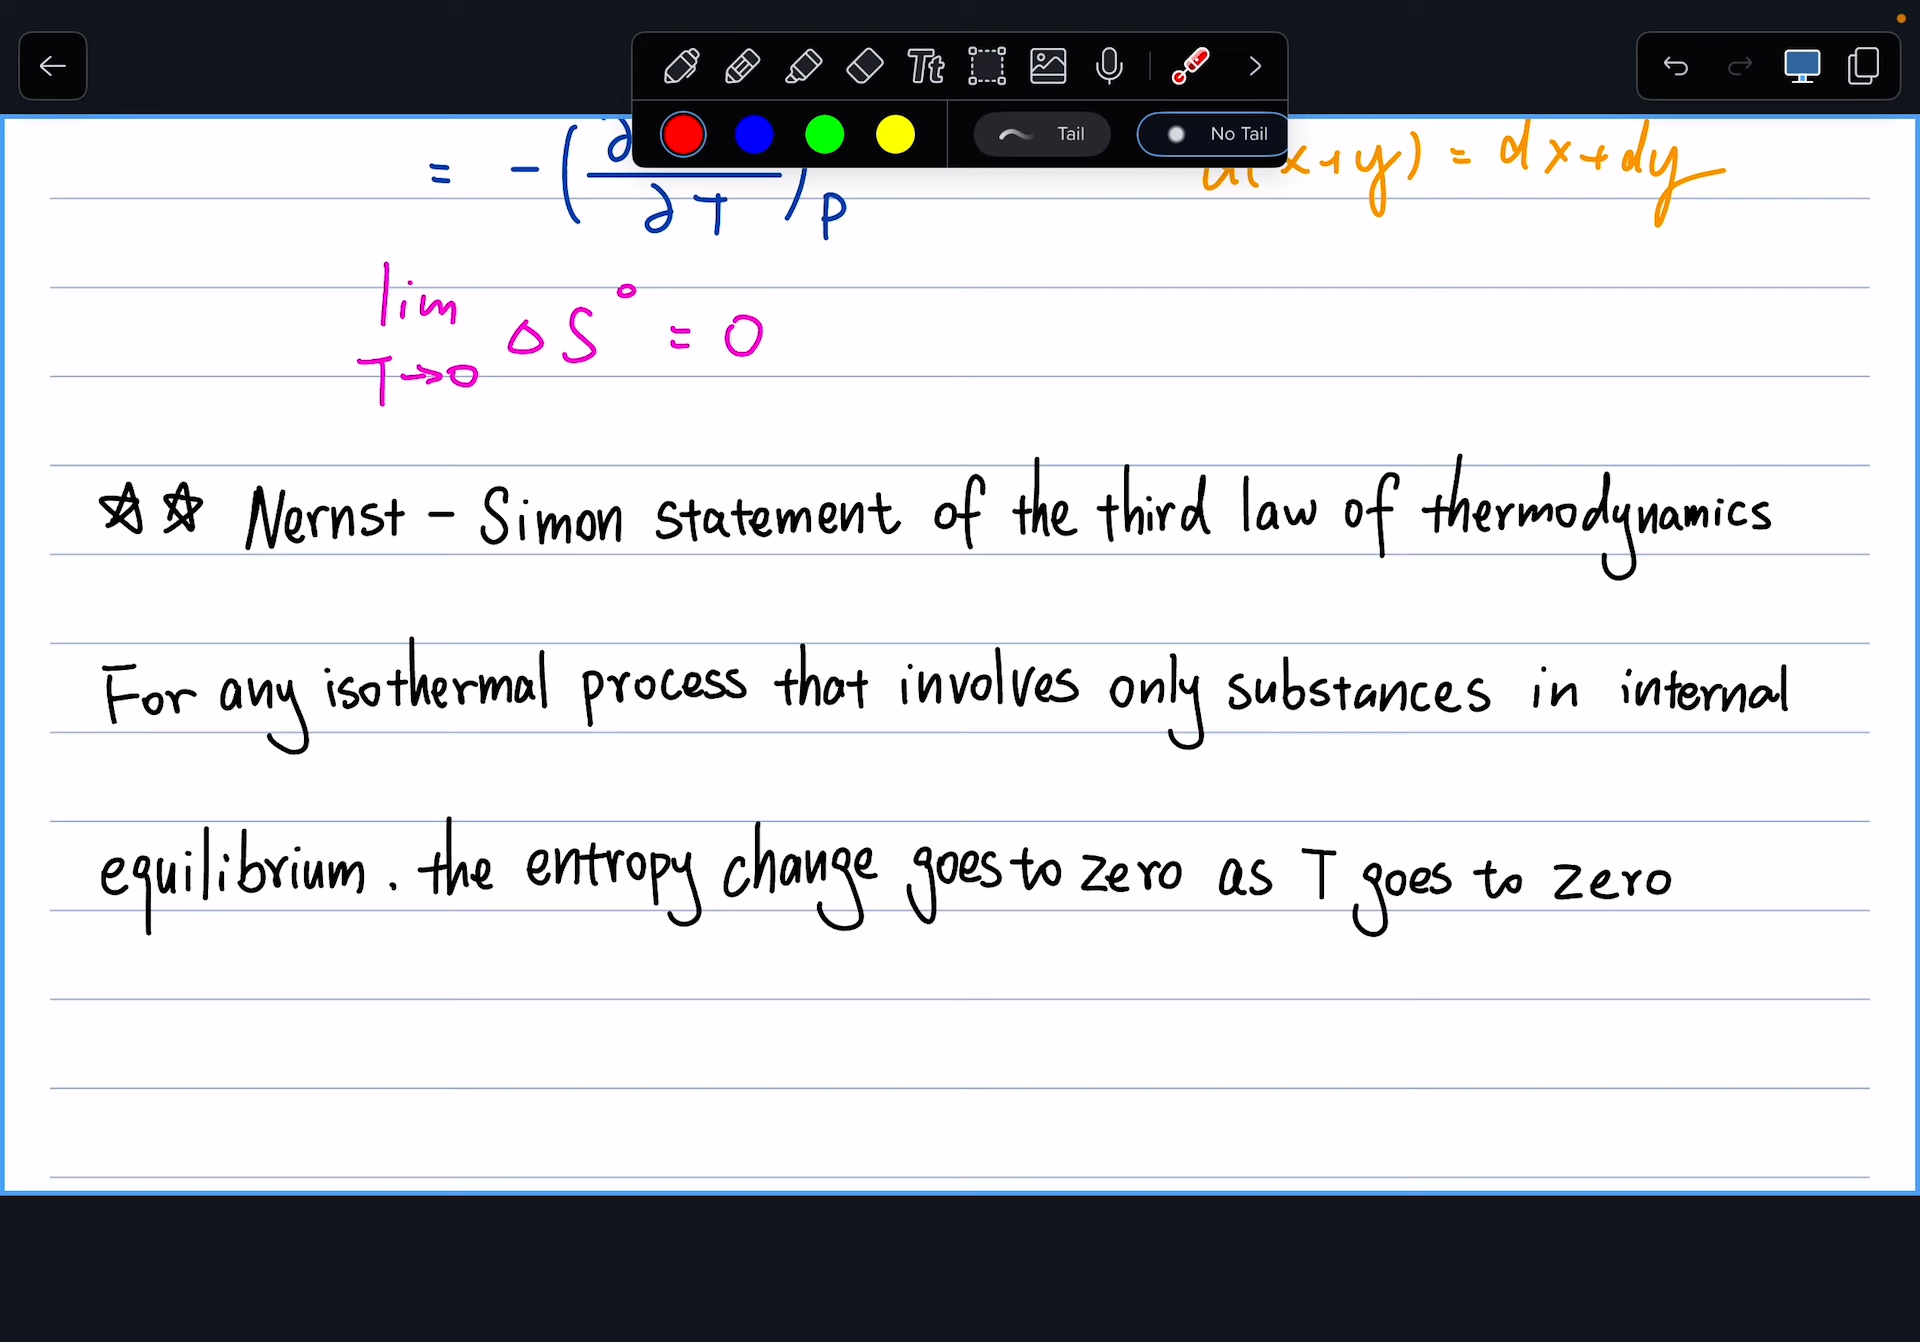 Tt
Tail
No Tail
= -(∂ / ∂T)P
x+y) = dx+dy
lim T→0 ΔS° = 0
☆☆ Nernst - Simon statement of the third law of thermodynamics
For any isothermal process that involves only substances in internal
equilibrium. the entropy change goes to zero as T goes to zero